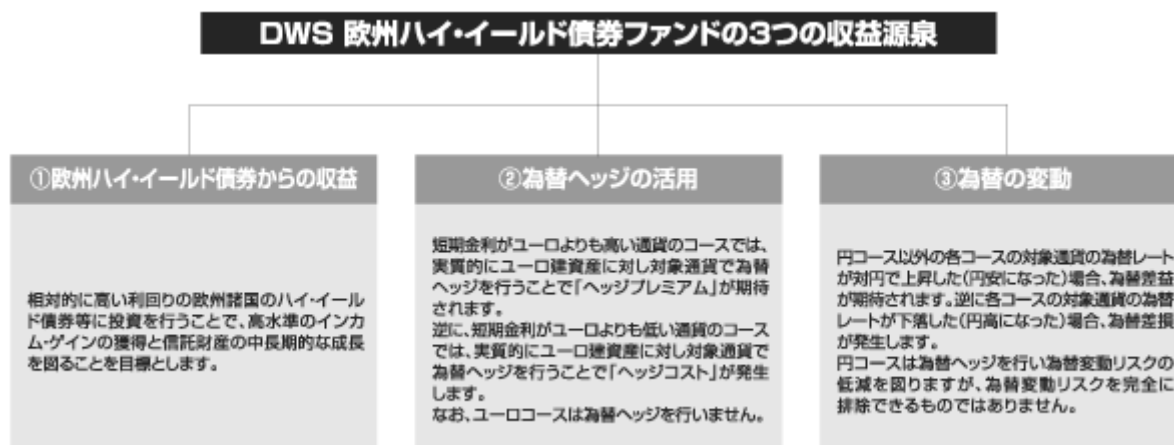 DWS 欧州ハイ・イールド債券ファンドの3つの収益源泉
①欧州ハイ・イールド債券からの収益
相対的に高い利回りの欧州諸国のハイ・イール
ド債券等に投資を行うことで、高水準のインカ
ム・ゲインの獲得と信託財産の中長期的な成長
を図ることを目標とします。
②為替ヘッジの活用
短期金利がユーロよりも高い通貨のコースでは、
実質的にユーロ建資産に対し対象通貨で為替
ヘッジを行うことで「ヘッジプレミアム」が期待
されます。
逆に、短期金利がユーロよりも低い通貨のコース
では、実質的にユーロ建資産に対し対象通貨で
為替ヘッジを行うことで「ヘッジコスト」が発生
します。
なお、ユーロコースは為替ヘッジを行いません。
③為替の変動
円コース以外の各コースの対象通貨の為替レート
が対円で上昇した(円安になった)場合、為替差益
が期待されます。逆に各コースの対象通貨の為替
レートが下落した(円高になった)場合、為替差損
が発生します。
円コースは為替ヘッジを行い為替変動リスクの
低減を図りますが、為替変動リスクを完全に
排除できるものではありません。